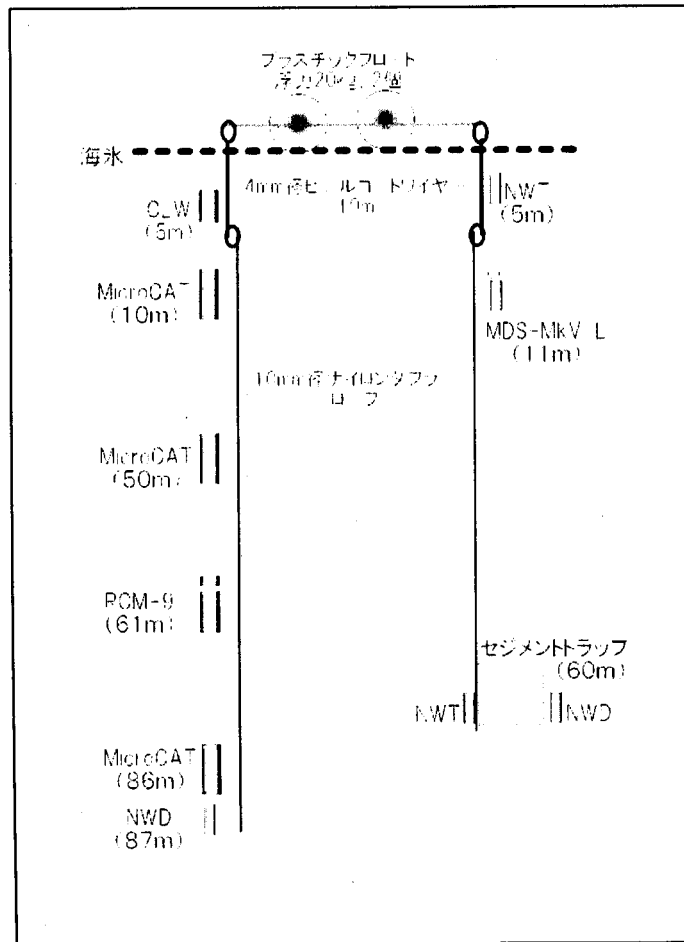 プラスチックフロート
浮力20kg, 2個
海氷
4mm径ビニールコートワイヤー
10m
CLW
(5m)
NWT
(5m)
MicroCAT
(10m)
MDS-MkV L
(11m)
10mm径ナイロンタフ
ロープ
MicroCAT
(50m)
RCM-9
(61m)
セジメントトラップ
(60m)
NWT
NWD
MicroCAT
(86m)
NWD
(87m)